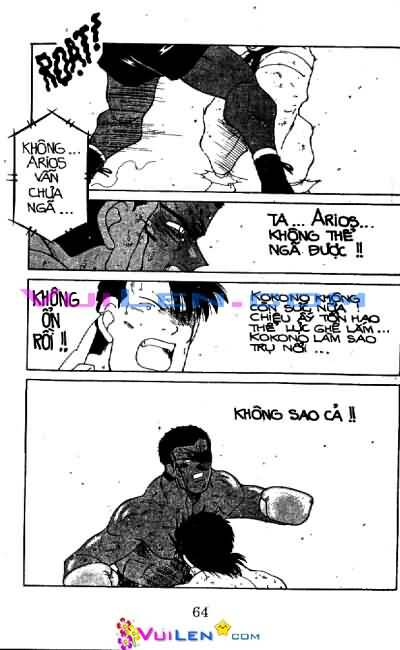 ROẠT!
KHÔNG...
ARIOS
VẪN
CHƯA
NGÃ...
TA... ARIOS...
KHÔNG THỂ
NGÃ ĐƯỢC!!
KHÔNG
ỔN
RỒI!!
KOKONO KHÔNG
CÒN SỨC NỮA
CHIÊU ẤY TỐN HAO
THỂ LỰC GHÊ LẮM...
KOKONO LÀM SAO
TRỤ NỔI...
KHÔNG SAO CẢ!!
64
VUILEN.COM